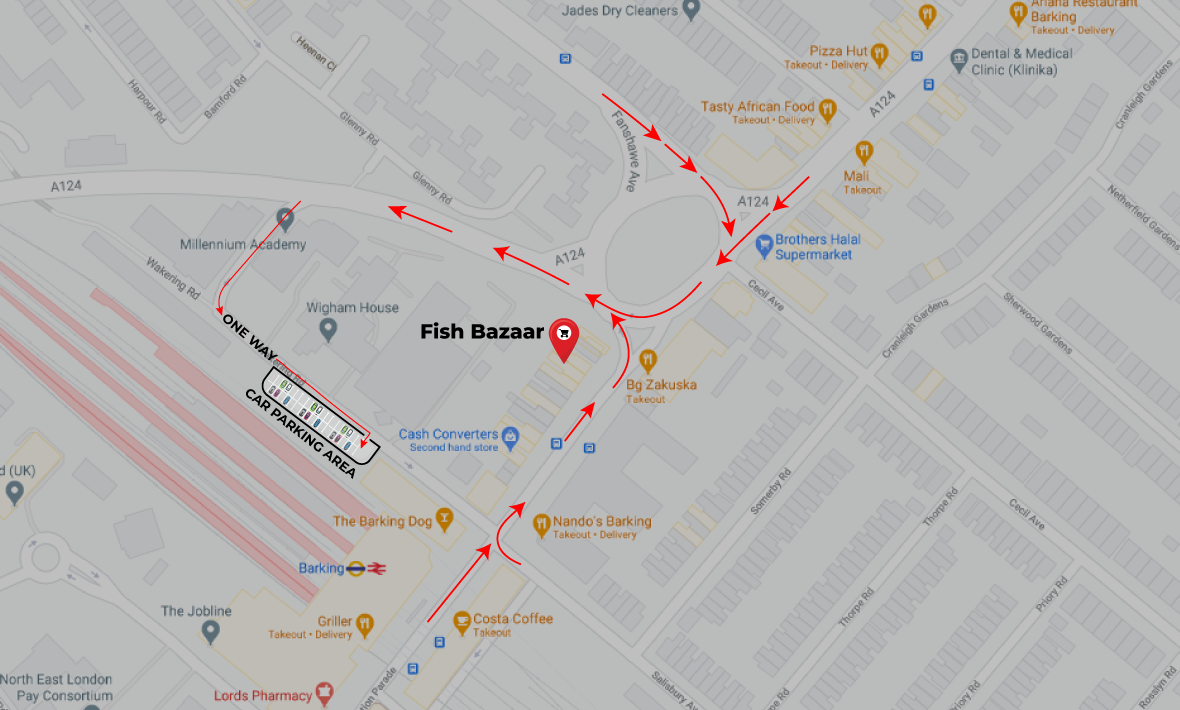 Jades Dry Cleaners
Ariana Restaurant
Barking
Takeout • Delivery
Pizza Hut
Takeout • Delivery
Dental & Medical
Clinic (Klinika)
Heenan Cl
Harpour Rd
Bamford Rd
Glenny Rd
Tasty African Food
Takeout • Delivery
A124
Cranleigh Gardens
Fanshawe Ave
Mali
Takeout
A124
Glenny Rd
A124
Netherfield Gardens
Millennium Academy
A124
Brothers Halal
Supermarket
Wakering Rd
Cecil Ave
Wigham House
Sherwood Gardens
Cranleigh Gardens
ONE WAY
Fish Bazaar
Bg Zakuska
Takeout
CAR PARKING AREA
Cash Converters
Second hand store
d (UK)
Somerby Rd
Thorpe Rd
Cecil Ave
The Barking Dog
Nando's Barking
Takeout • Delivery
Barking
Thorpe Rd
Priory Rd
The Jobline
Griller
Takeout • Delivery
Costa Coffee
Takeout
North East London
Pay Consortium
Lords Pharmacy
ion Parade
Salisbury Ave
pe Rd
Priory Rd
Rosslyn Rd